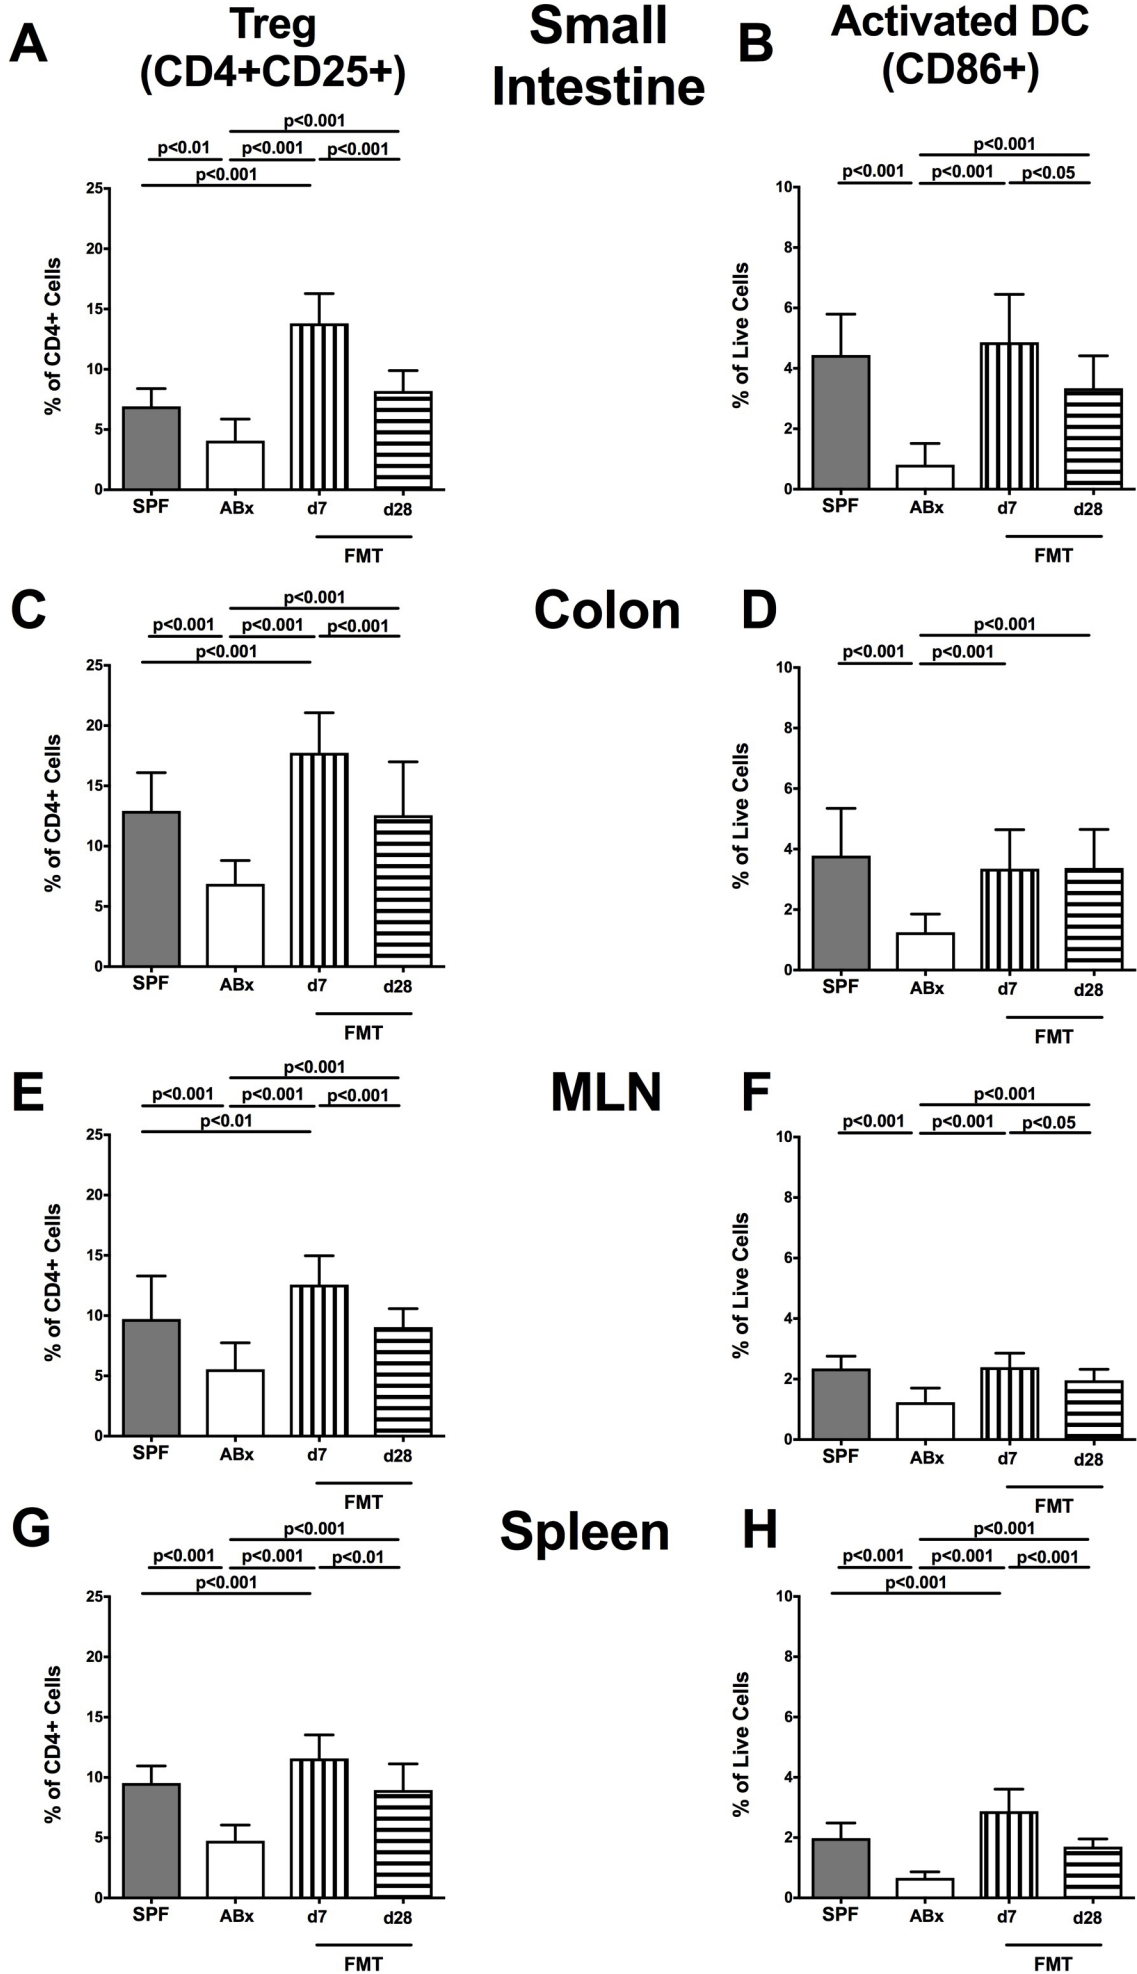 A
Treg
(CD4+CD25+)
Small
Intestine
B
Activated DC
(CD86+)
p<0.001
p<0.01 p<0.001 p<0.001
p<0.001
25
20
15
10
5
0
% of CD4+ Cells
SPF ABx d7 d28
FMT
p<0.001
p<0.001 p<0.001 p<0.05
10
8
6
4
2
0
% of Live Cells
SPF ABx d7 d28
FMT
C
Colon
D
p<0.001
p<0.001 p<0.001 p<0.001
p<0.001
25
20
15
10
5
0
% of CD4+ Cells
SPF ABx d7 d28
FMT
p<0.001
p<0.001 p<0.001
10
8
6
4
2
0
% of Live Cells
SPF ABx d7 d28
FMT
E
MLN
F
p<0.001
p<0.001 p<0.001 p<0.001
p<0.01
25
20
15
10
5
0
% of CD4+ Cells
SPF ABx d7 d28
FMT
p<0.001
p<0.001 p<0.001 p<0.05
10
8
6
4
2
0
% of Live Cells
SPF ABx d7 d28
FMT
G
Spleen
H
p<0.001
p<0.001 p<0.001 p<0.01
p<0.001
25
20
15
10
5
0
% of CD4+ Cells
SPF ABx d7 d28
FMT
p<0.001
p<0.001 p<0.001 p<0.001
p<0.001
10
8
6
4
2
0
% of Live Cells
SPF ABx d7 d28
FMT